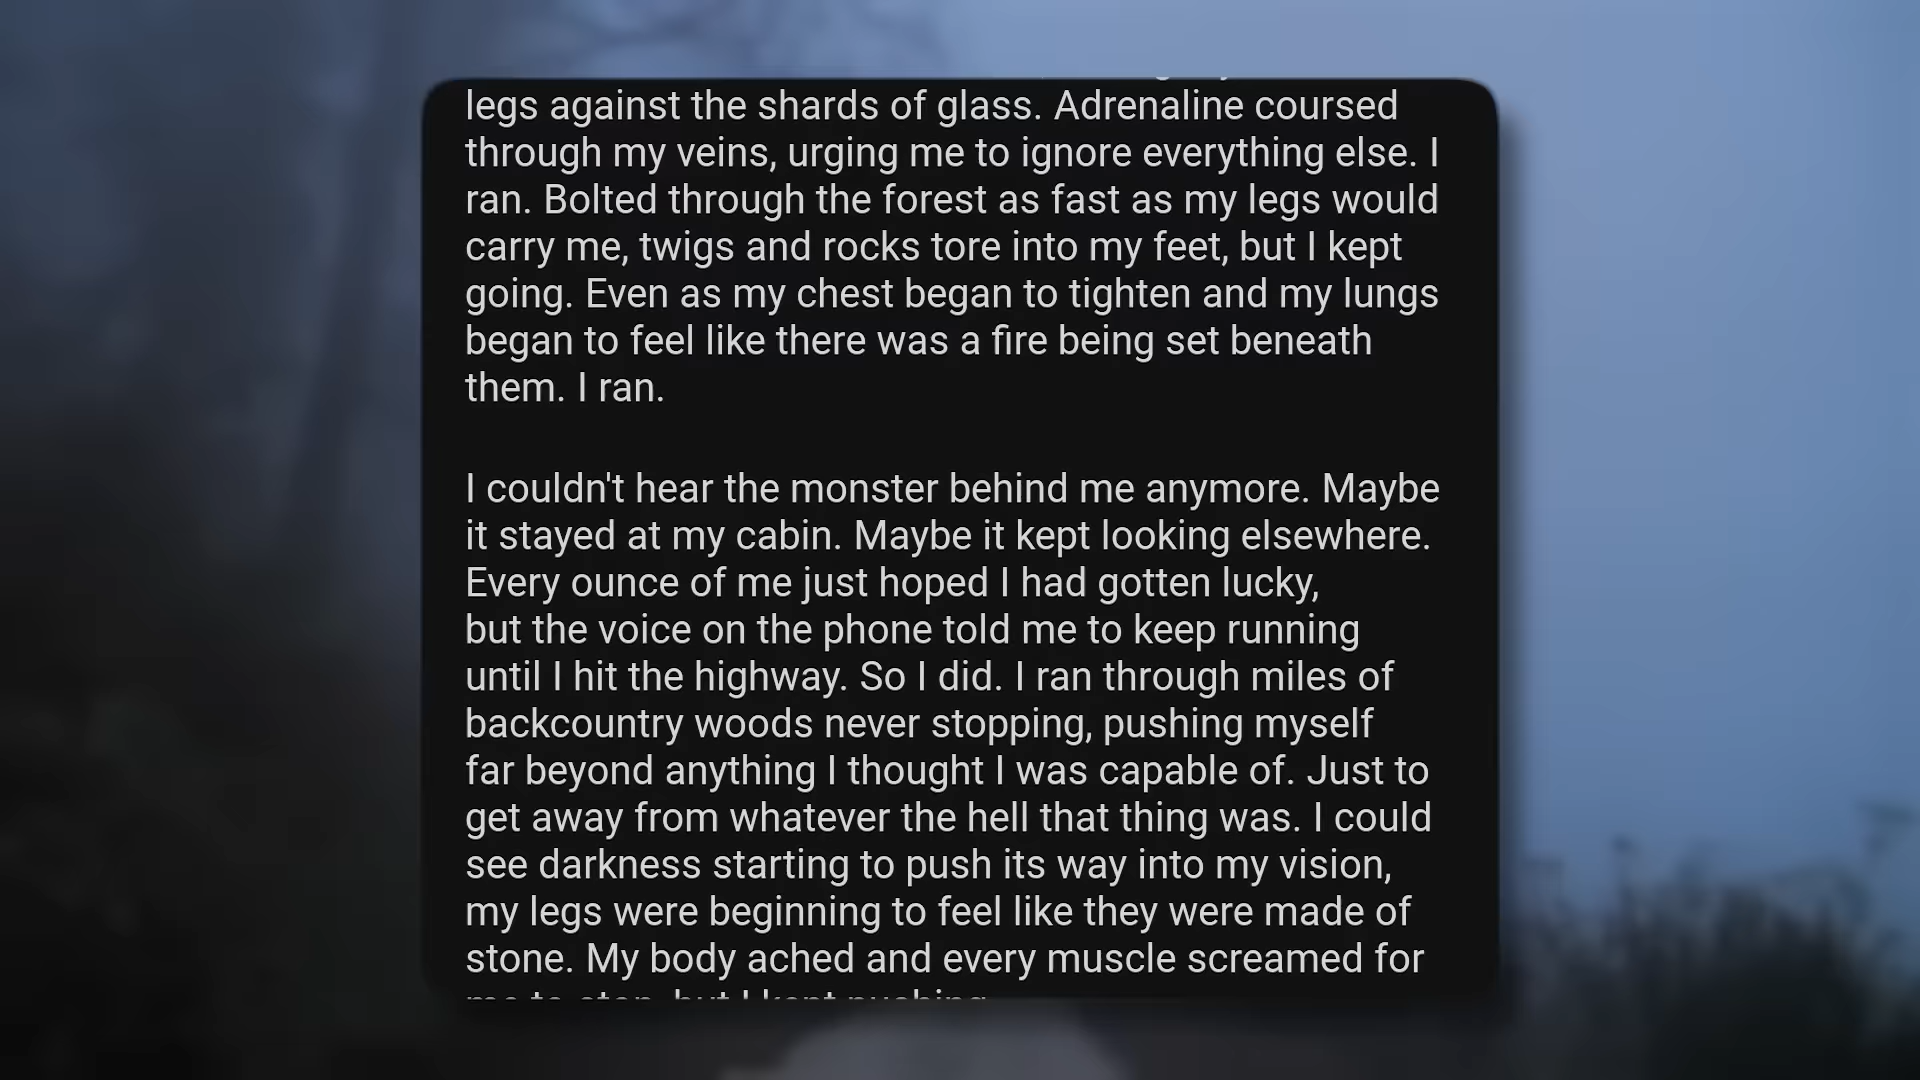 legs against the shards of glass. Adrenaline coursed
through my veins, urging me to ignore everything else. I
ran. Bolted through the forest as fast as my legs would
carry me, twigs and rocks tore into my feet, but I kept
going. Even as my chest began to tighten and my lungs
began to feel like there was a fire being set beneath
them. I ran.
I couldn't hear the monster behind me anymore. Maybe
it stayed at my cabin. Maybe it kept looking elsewhere.
Every ounce of me just hoped I had gotten lucky,
but the voice on the phone told me to keep running
until I hit the highway. So I did. I ran through miles of
backcountry woods never stopping, pushing myself
far beyond anything I thought I was capable of. Just to
get away from whatever the hell that thing was. I could
see darkness starting to push its way into my vision,
my legs were beginning to feel like they were made of
stone. My body ached and every muscle screamed for
me to stop, but I kept pushing